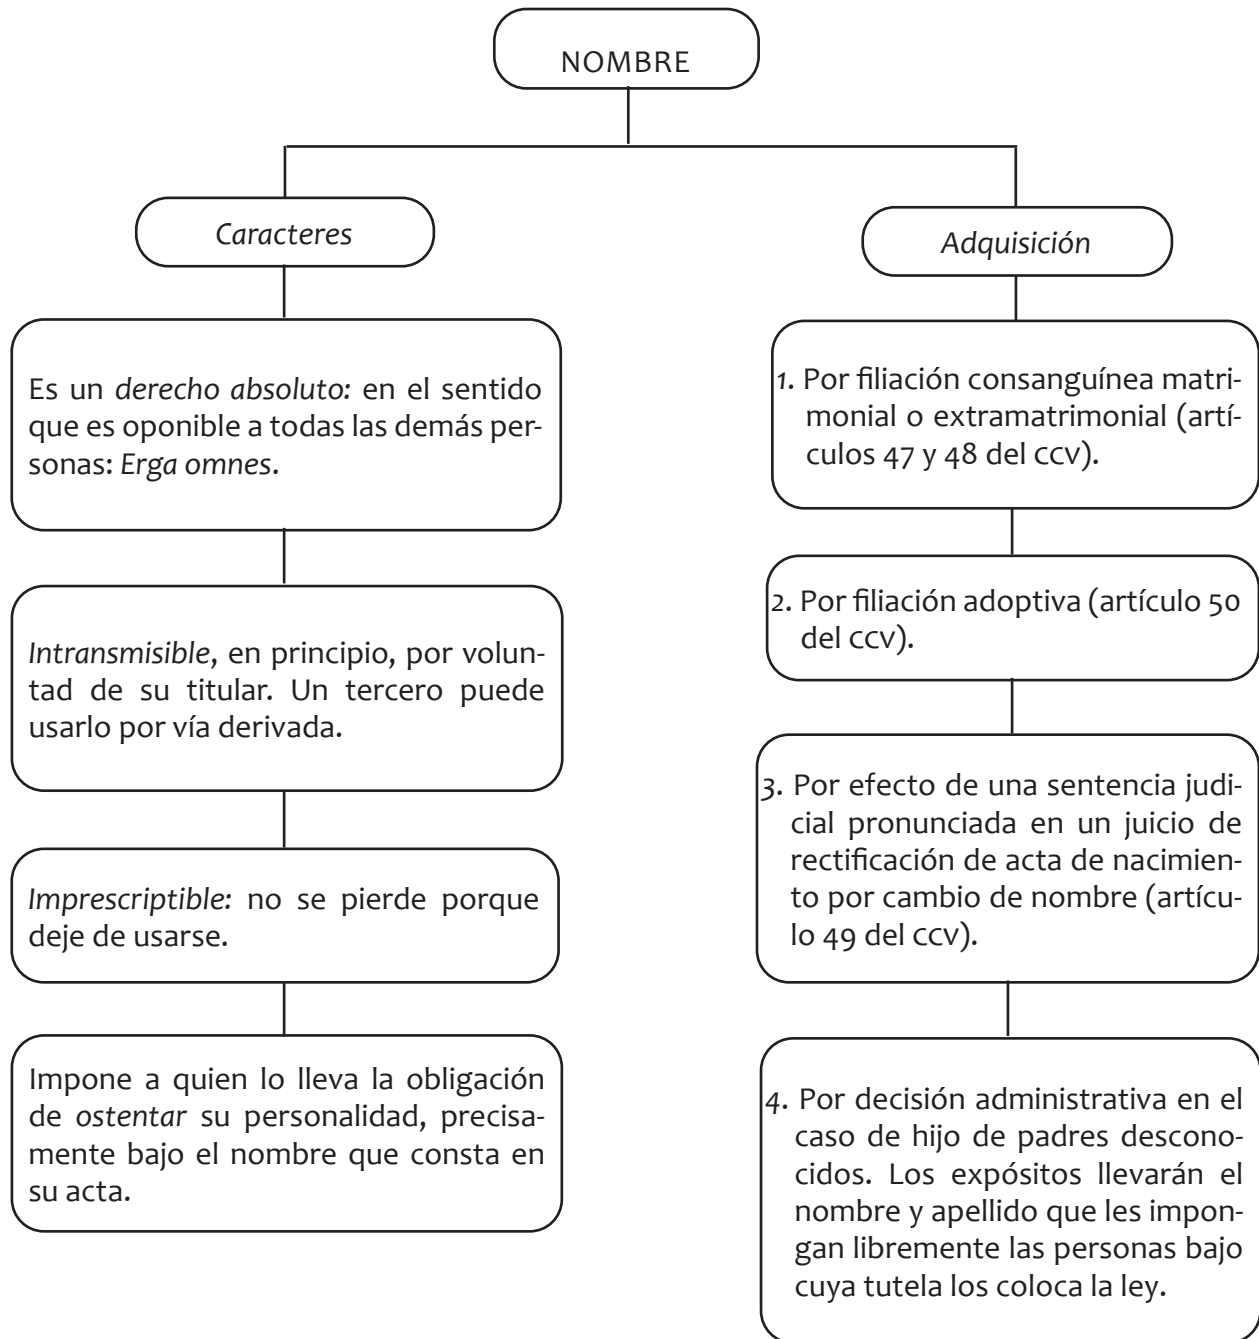 NOMBRE
Caracteres
Es un derecho absoluto: en el sentido
que es oponible a todas las demás per-
sonas: Erga omnes.
Intransmisible, en principio, por volun-
tad de su titular. Un tercero puede
usarlo por vía derivada.
Imprescriptible: no se pierde porque
deje de usarse.
Impone a quien lo lleva la obligación
de ostentar su personalidad, precisa-
mente bajo el nombre que consta en
su acta.
Adquisición
1. Por filiación consanguínea matri-
monial o extramatrimonial (artí-
culos 47 y 48 del CCV).
2. Por filiación adoptiva (artículo 50
del CCV).
3. Por efecto de una sentencia judi-
cial pronunciada en un juicio de
rectificación de acta de nacimien-
to por cambio de nombre (artícu-
lo 49 del CCV).
4. Por decisión administrativa en el
caso de hijo de padres descono-
cidos. Los expósitos llevarán el
nombre y apellido que les impon-
gan libremente las personas bajo
cuya tutela los coloca la ley.